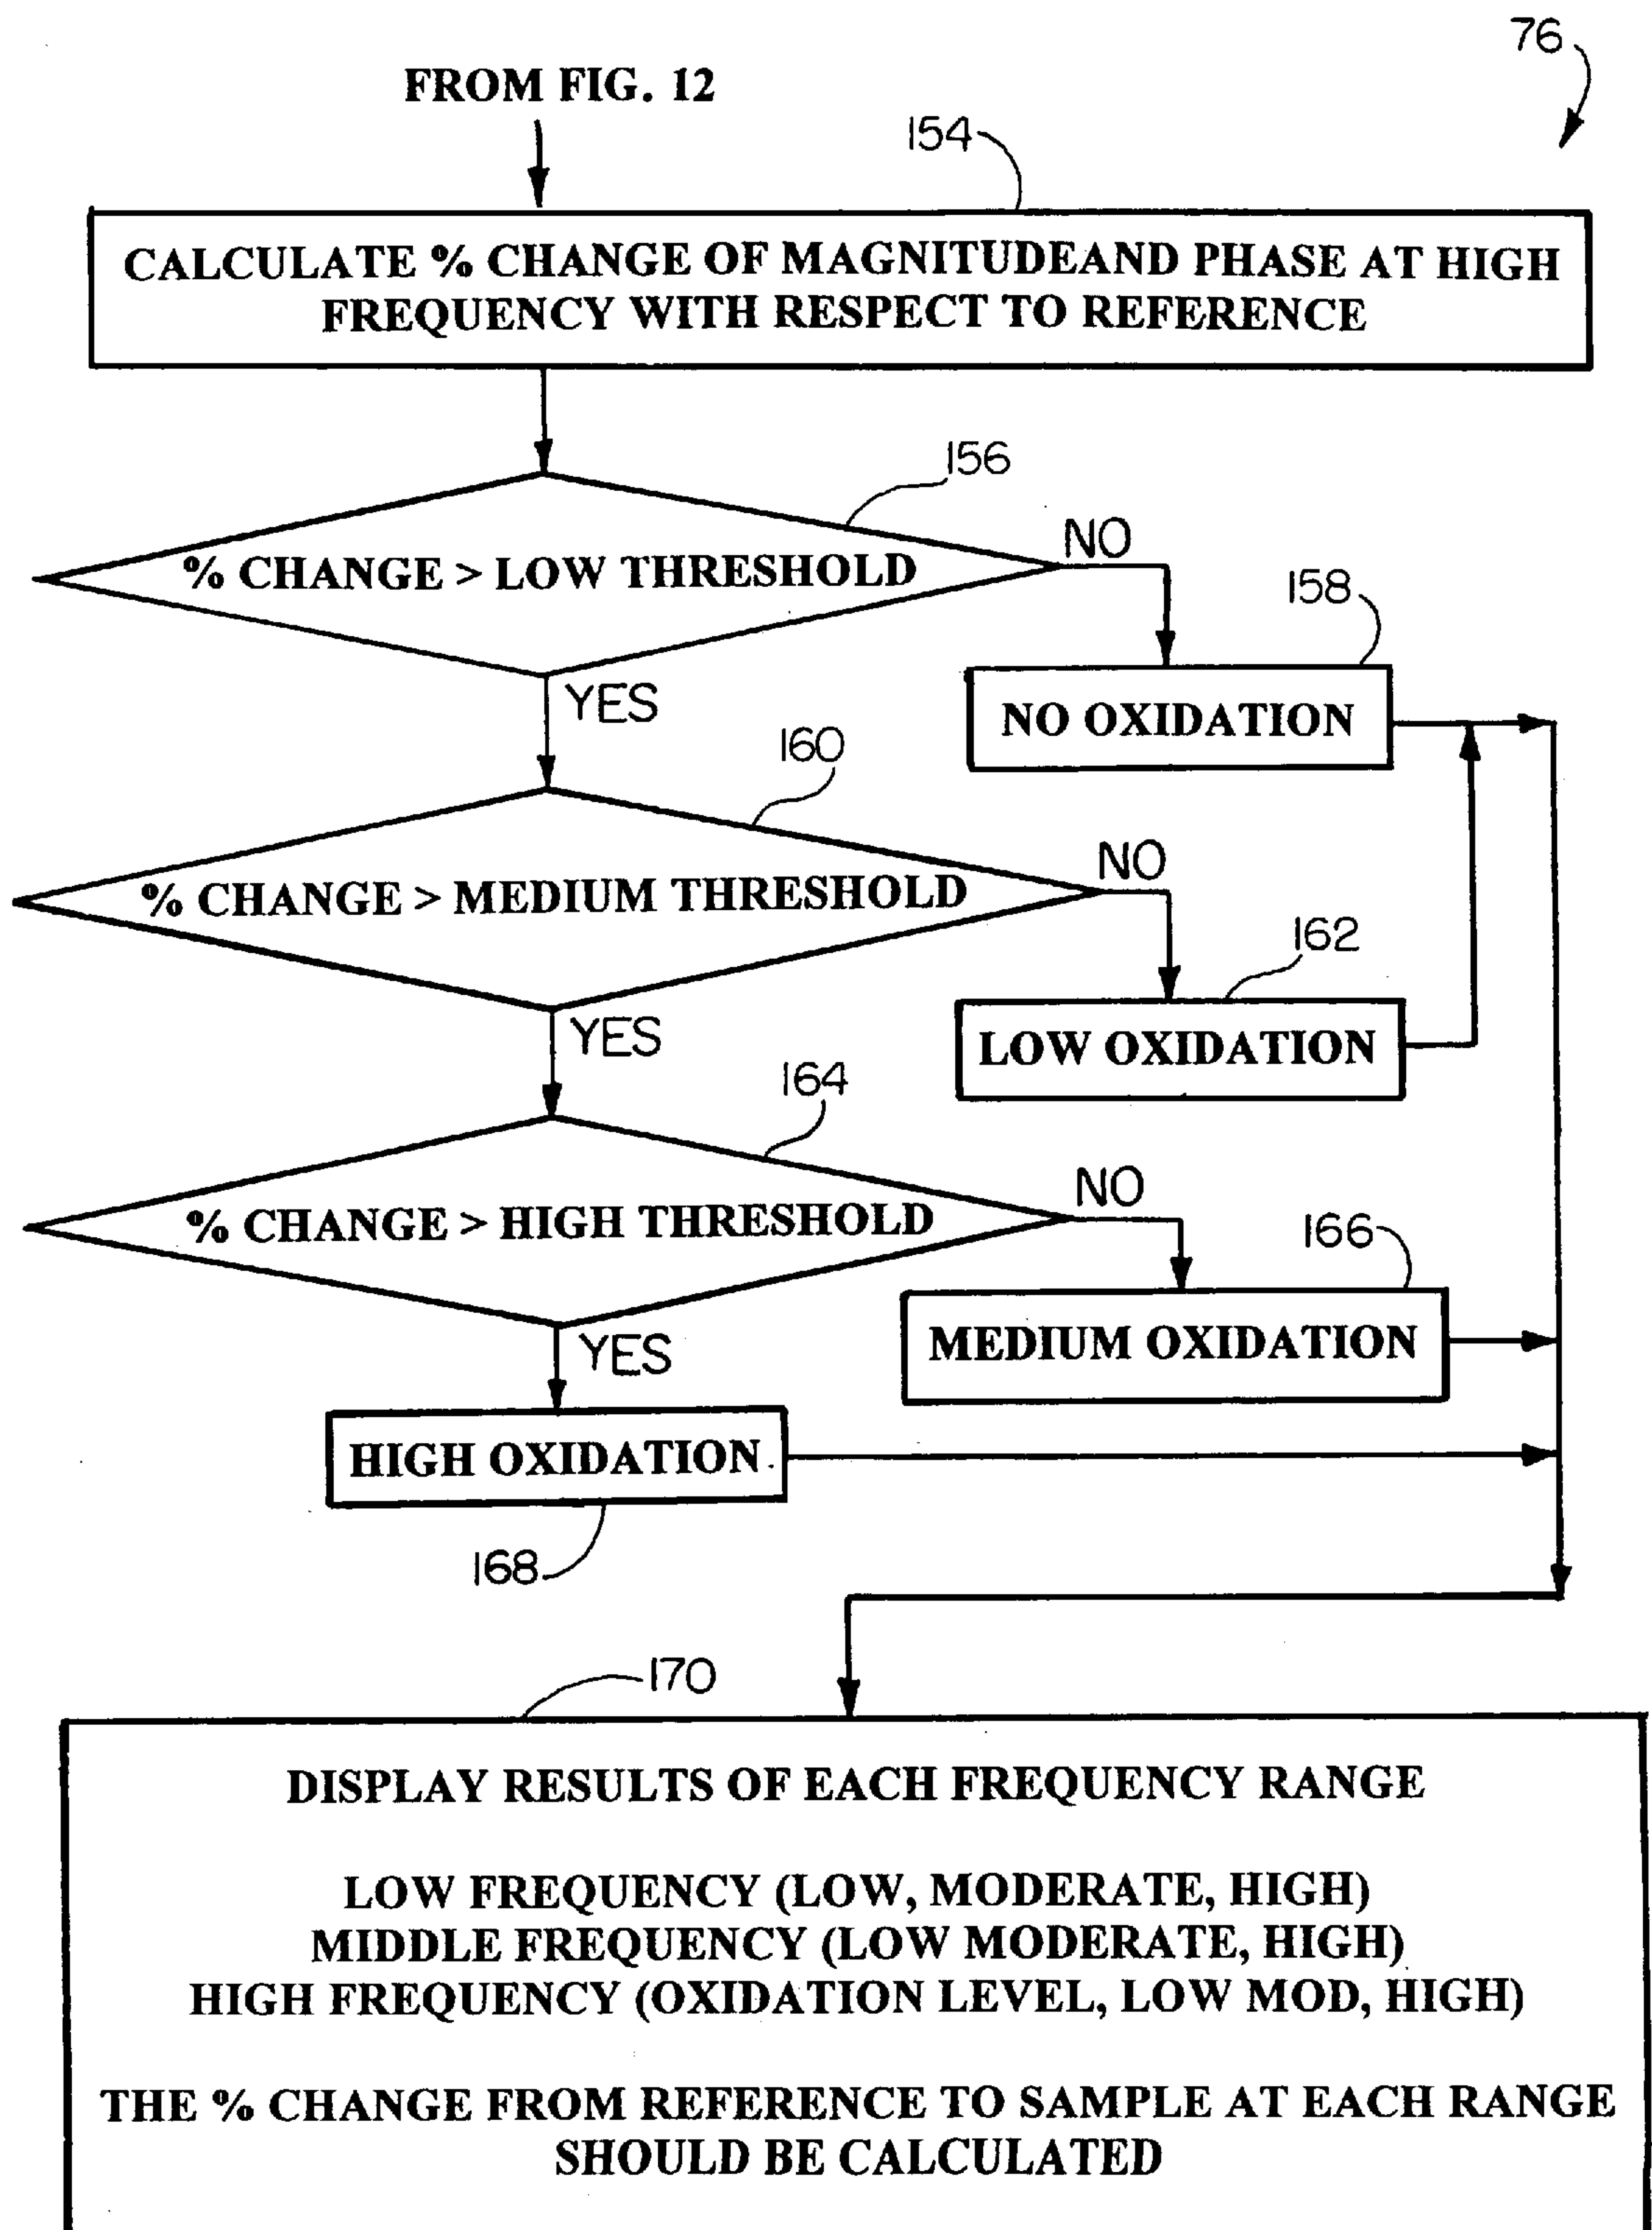 76
FROM FIG. 12
154
CALCULATE % CHANGE OF MAGNITUDEAND PHASE AT HIGH
FREQUENCY WITH RESPECT TO REFERENCE
156
% CHANGE > LOW THRESHOLD
NO
158
NO OXIDATION
YES
160
% CHANGE > MEDIUM THRESHOLD
NO
162
LOW OXIDATION
YES
164
% CHANGE > HIGH THRESHOLD
NO
166
MEDIUM OXIDATION
YES
HIGH OXIDATION
168
170
DISPLAY RESULTS OF EACH FREQUENCY RANGE
LOW FREQUENCY (LOW, MODERATE, HIGH)
MIDDLE FREQUENCY (LOW MODERATE, HIGH)
HIGH FREQUENCY (OXIDATION LEVEL, LOW MOD, HIGH)
THE % CHANGE FROM REFERENCE TO SAMPLE AT EACH RANGE
SHOULD BE CALCULATED